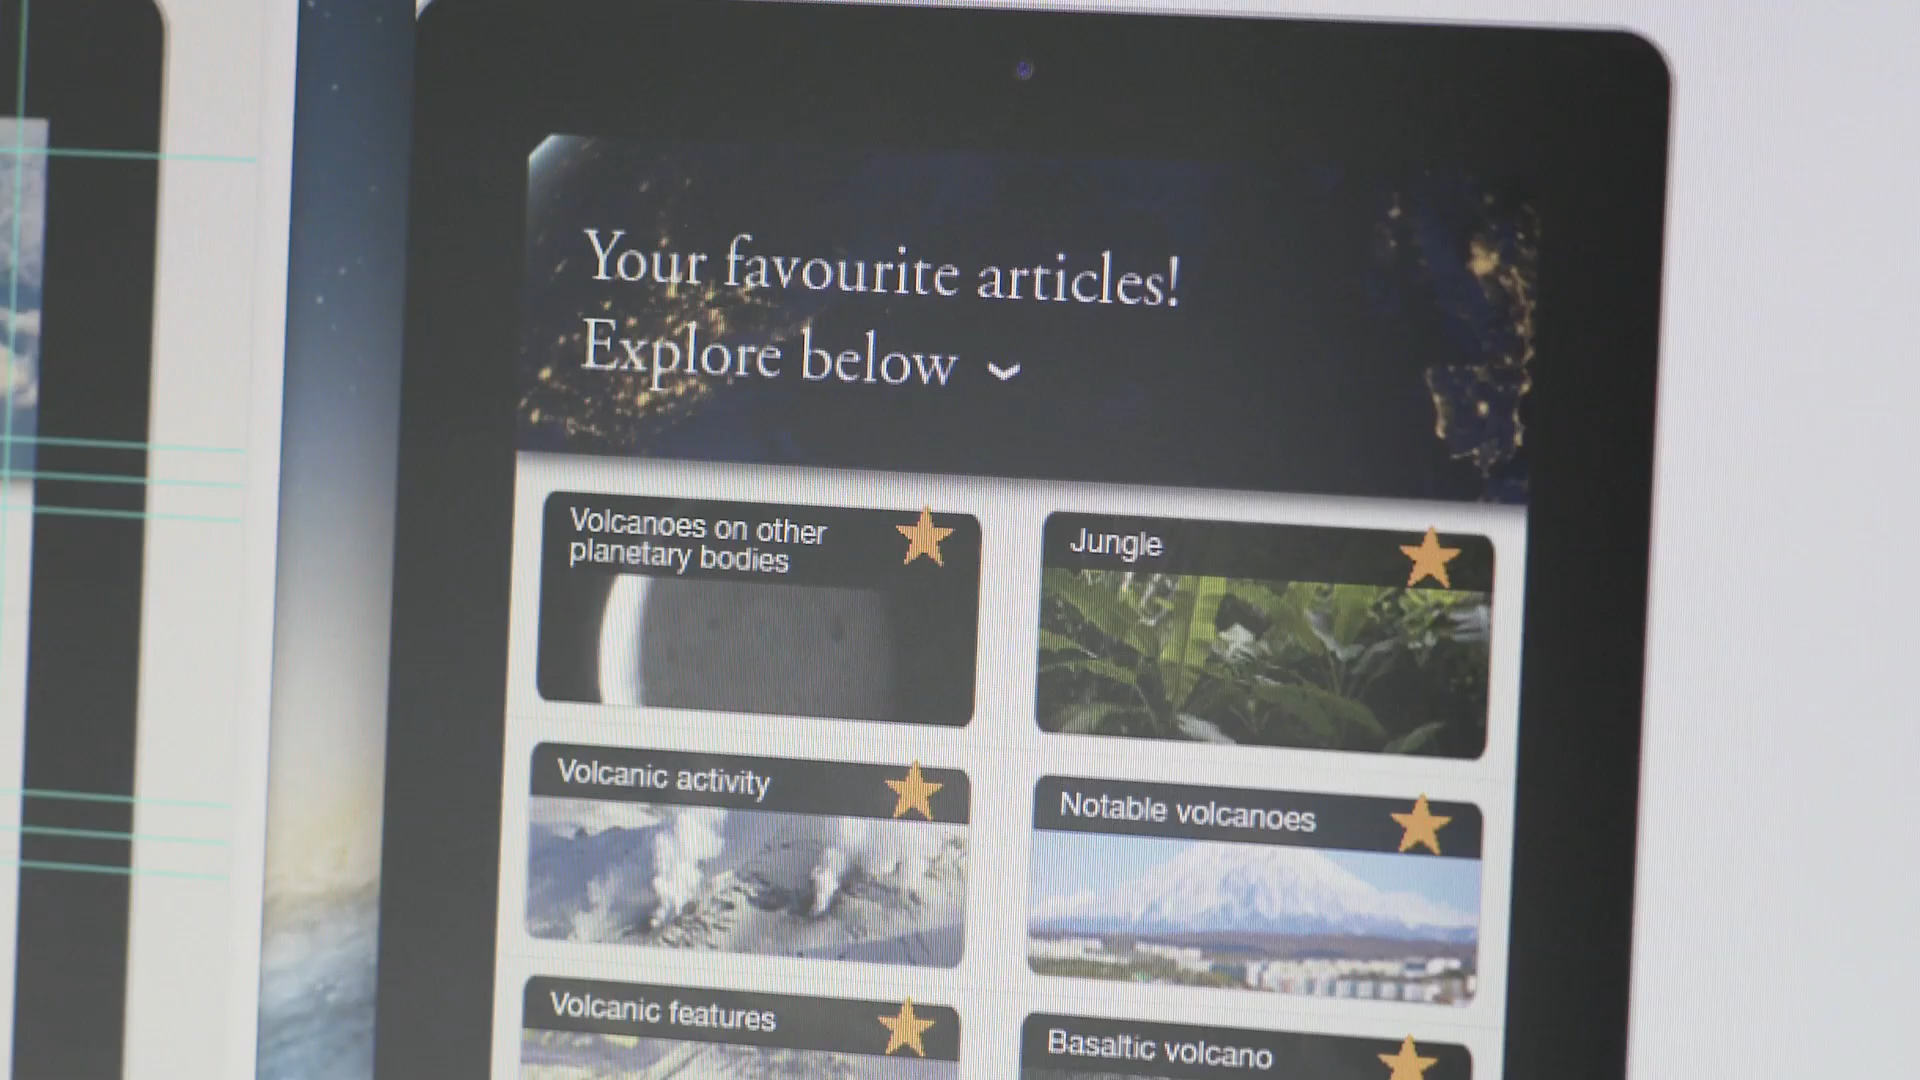 Your favourite articles!
Explore below
Volcanoes on other
planetary bodies
Jungle
Volcanic activity
Notable volcanoes
Volcanic features
Basaltic volcano